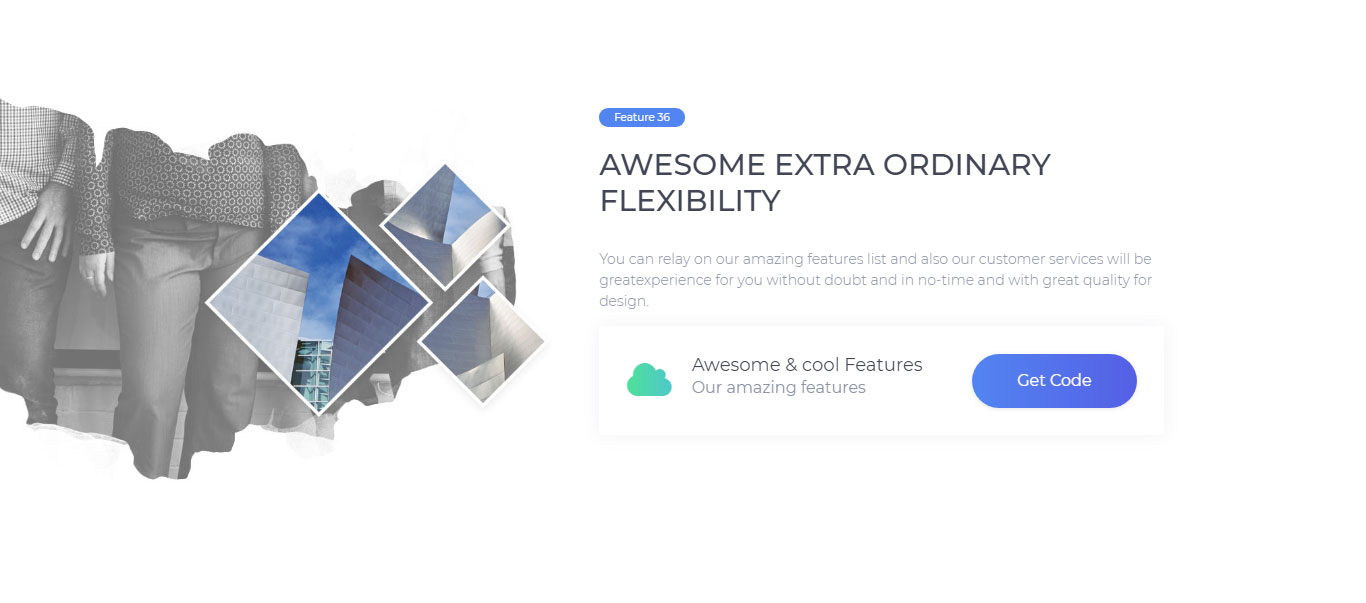 Feature 36
AWESOME EXTRA ORDINARY
FLEXIBILITY
You can relay on our amazing features list and also our customer services will be
greatexperience for you without doubt and in no-time and with great quality for
design.
Awesome & cool Features
Our amazing features
Get Code